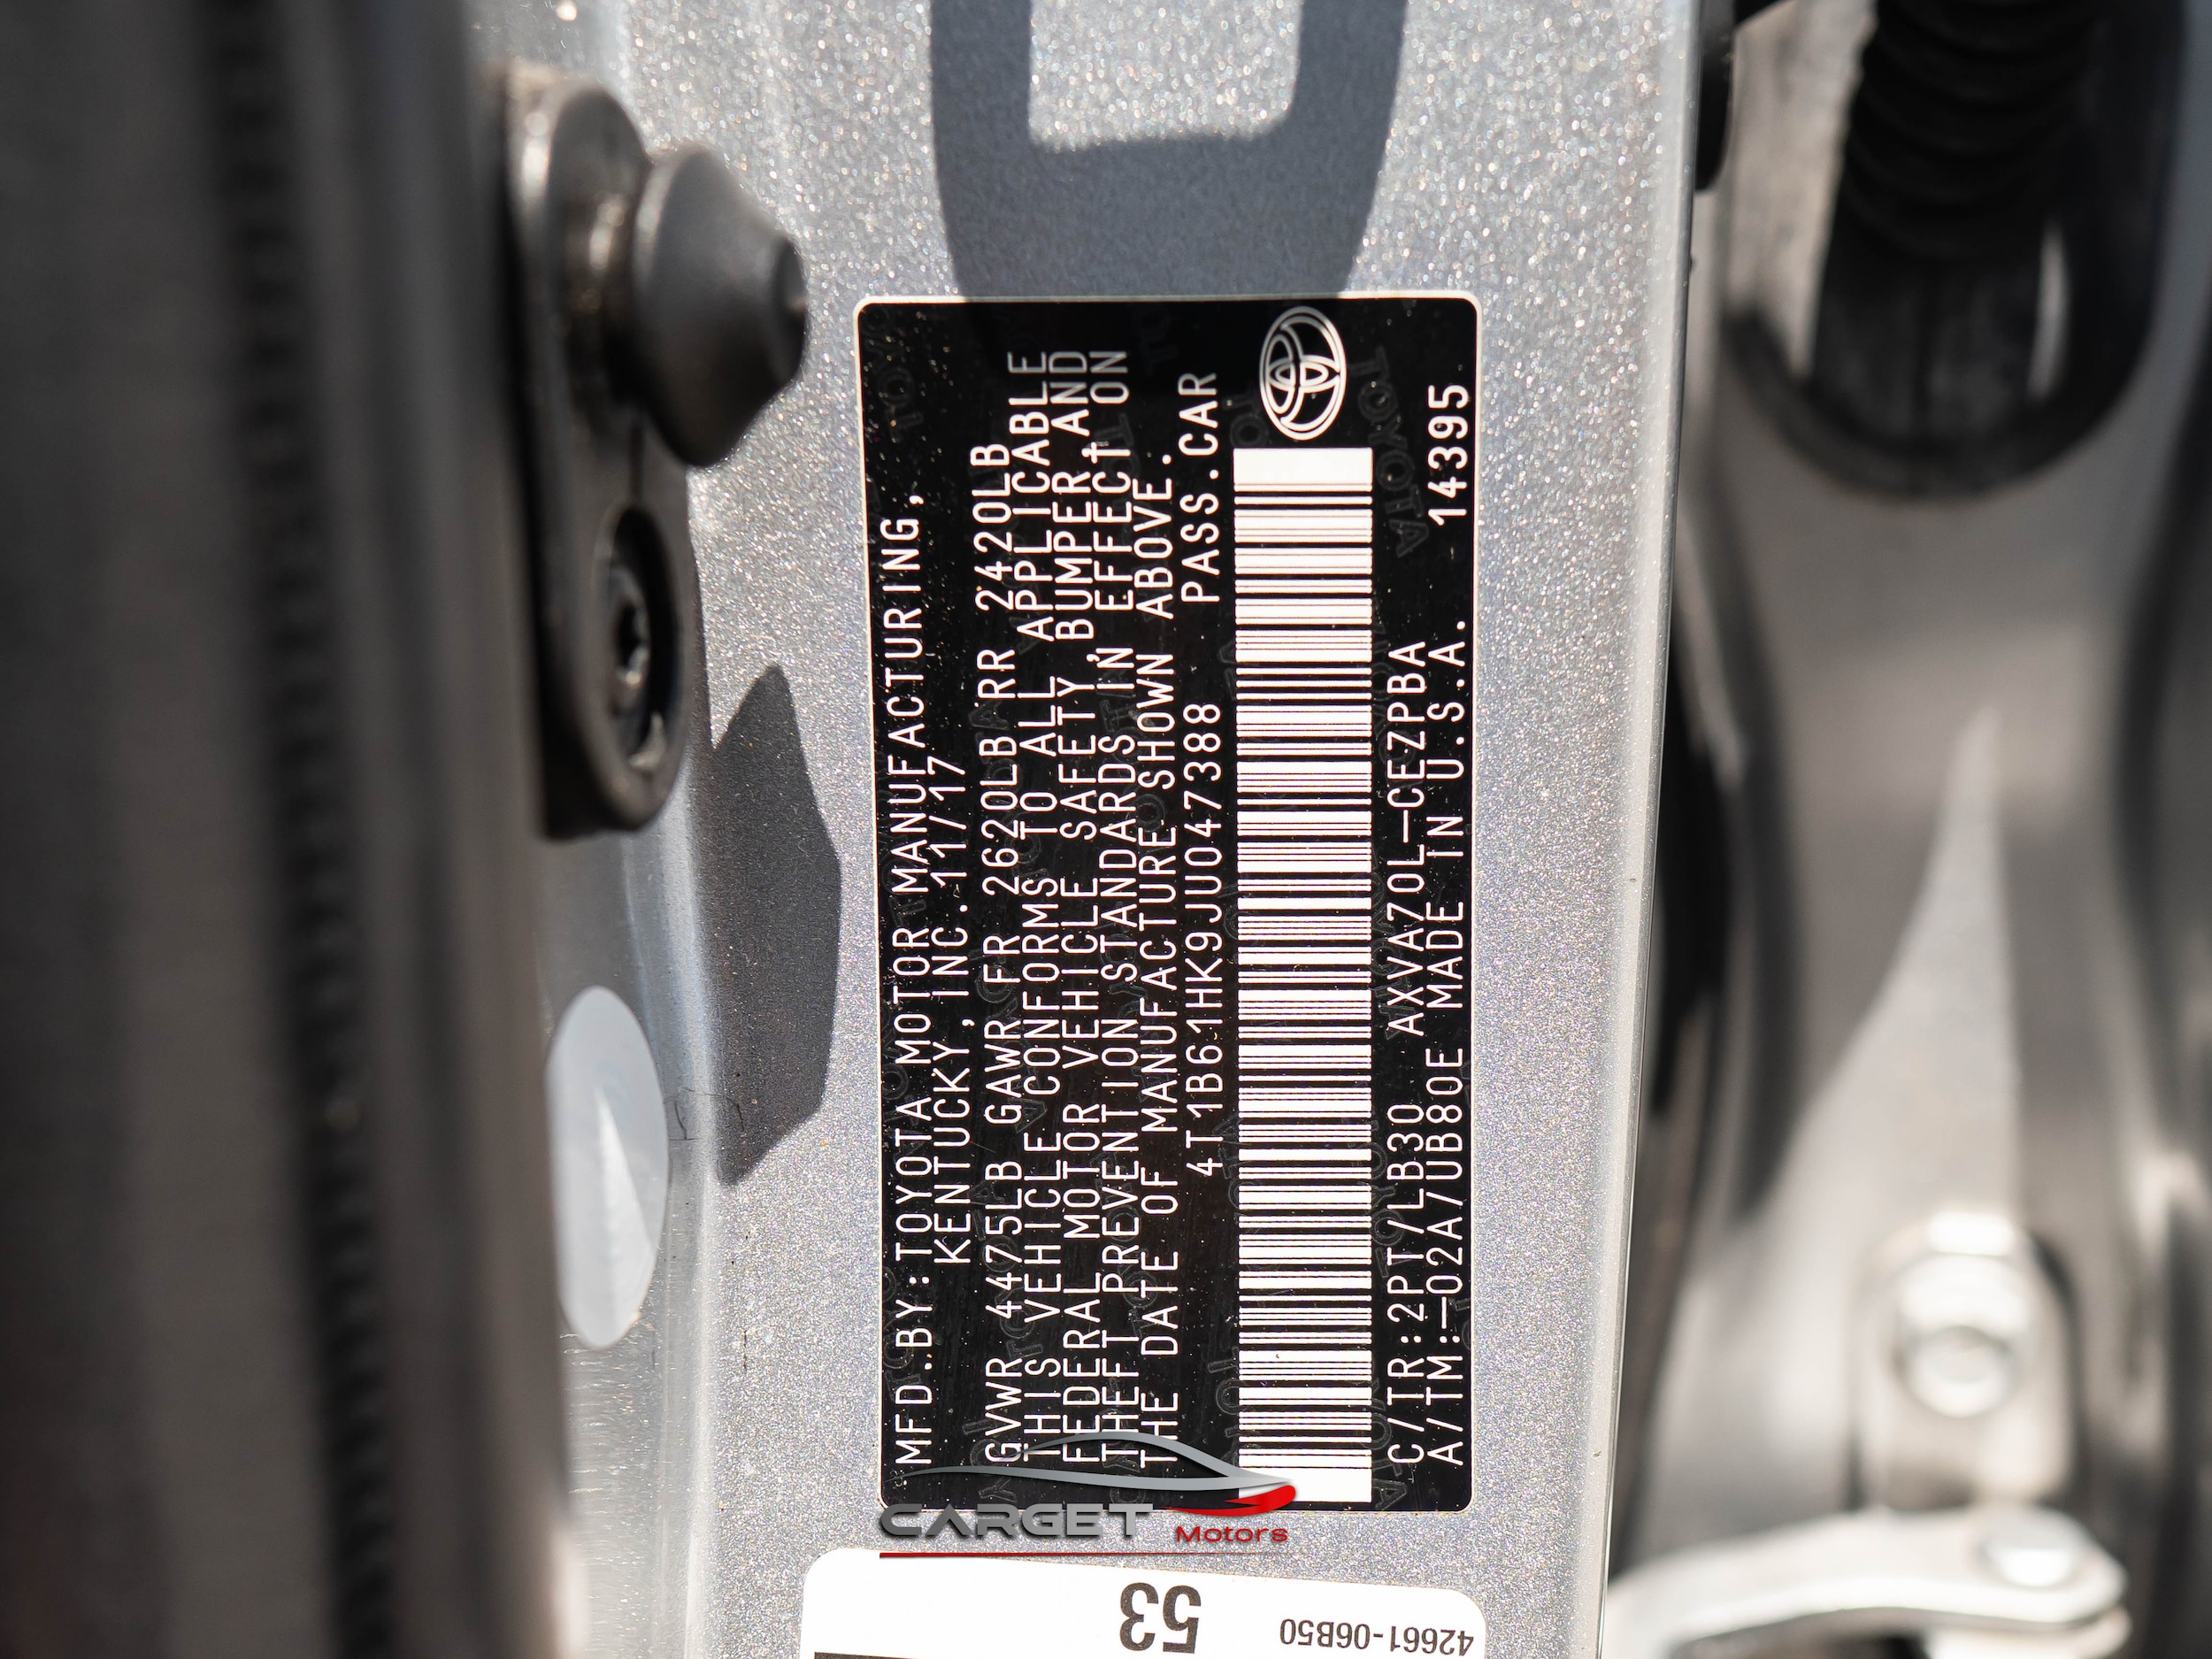 MFD.BY:TOYOTA MOTOR MANUFACTURING,
KENTUCKY, INC. 11/17
GVWR 4475LB GAWR FR 2620LB RR 2420LB
THIS VEHICLE CONFORMS TO ALL APPLICABLE
FEDERAL MOTOR VEHICLE SAFETY, BUMPER AND
THEFT PREVENTION STANDARDS IN EFFECT ON
THE DATE OF MANUFACTURE SHOWN ABOVE.
4T1B61HK9JU047388 PASS.CAR
C/TR:2PT/LB30 AXVA70L-CEZPBA
A/TM:-02A/UB80E MADE IN U.S.A. 14395
CARGET
Motors
53
42661-06B50